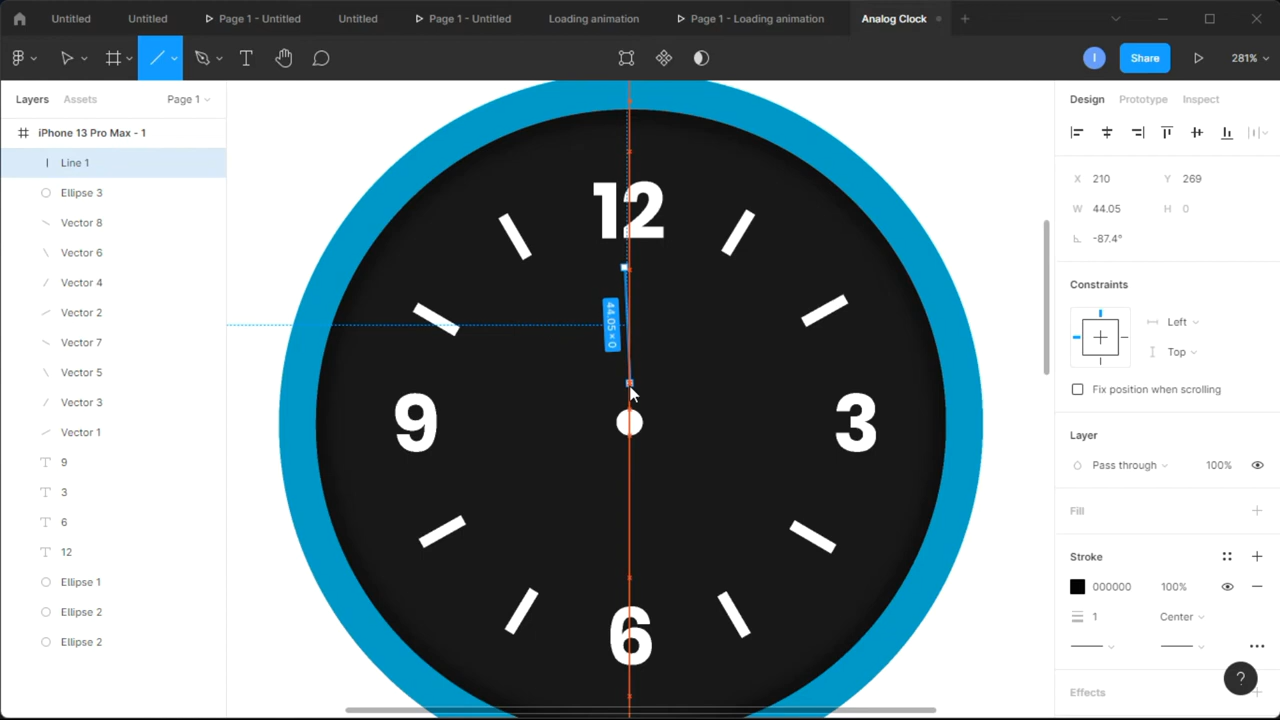 Untitled Untitled Page 1 - Untitled Untitled Page 1 - Untitled Loading animation Page 1 - Loading animation Analog Clock
T I Share 281%
Layers Assets Page 1
iPhone 13 Pro Max - 1
Line 1
Ellipse 3
Vector 8
Vector 6
Vector 4
Vector 2
Vector 7
Vector 5
Vector 3
Vector 1
9
3
6
12
Ellipse 1
Ellipse 2
Ellipse 2
12
44.05 × 0
9 3
6
Design Prototype Inspect
X 210 Y 269
W 44.05 H 0
-87.4°
Constraints
Left
Top
Fix position when scrolling
Layer
Pass through 100%
Fill
Stroke
000000 100%
1 Center
Effects
?